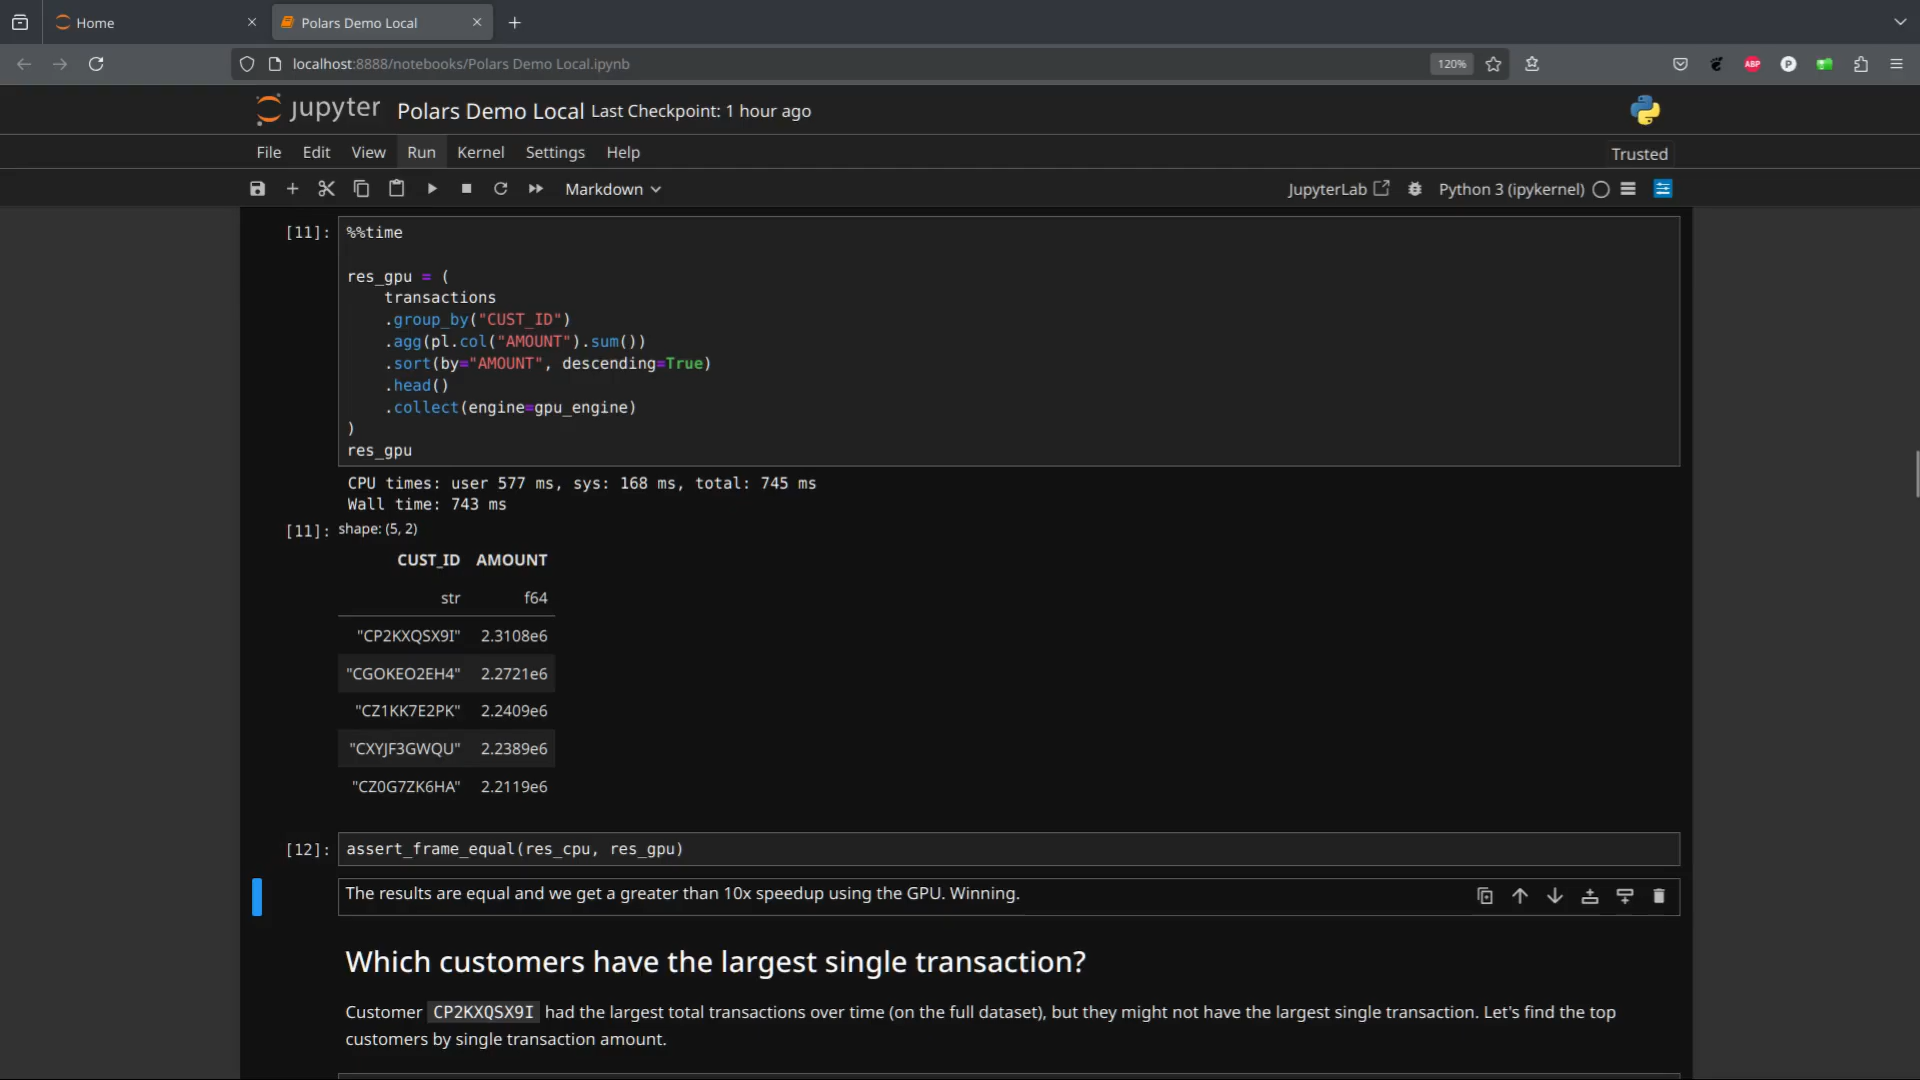 Home
Polars Demo Local
localhost:8888/notebooks/Polars Demo Local.ipynb
120%
ABP
P
jupyter
Polars Demo Local Last Checkpoint: 1 hour ago
File Edit View Run Kernel Settings Help
Trusted
Markdown
JupyterLab
Python 3 (ipykernel)
[11]:
%%time
res_gpu = (
    transactions
    .group_by("CUST_ID")
    .agg(pl.col("AMOUNT").sum())
    .sort(by="AMOUNT", descending=True)
    .head()
    .collect(engine=gpu_engine)
)
res_gpu
CPU times: user 577 ms, sys: 168 ms, total: 745 ms
Wall time: 743 ms
[11]: shape: (5, 2)
CUST_ID AMOUNT
str f64
"CP2KXQSX9I" 2.3108e6
"CGOKEO2EH4" 2.2721e6
"CZ1KK7E2PK" 2.2409e6
"CXYJF3GWQU" 2.2389e6
"CZ0G7ZK6HA" 2.2119e6
[12]: assert_frame_equal(res_cpu, res_gpu)
The results are equal and we get a greater than 10x speedup using the GPU. Winning.
Which customers have the largest single transaction?
Customer CP2KXQSX9I had the largest total transactions over time (on the full dataset), but they might not have the largest single transaction. Let's find the top
customers by single transaction amount.